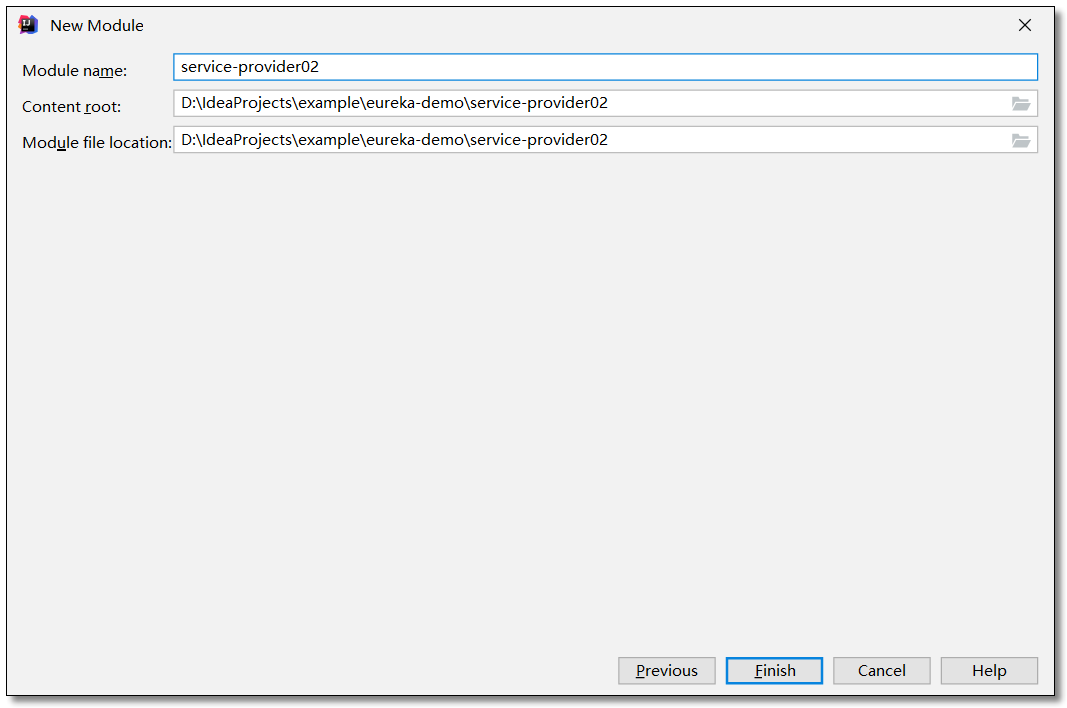 New Module
Module name: service-provider02
Content root: D:\IdeaProjects\example\eureka-demo\service-provider02
Module file location: D:\IdeaProjects\example\eureka-demo\service-provider02
Previous Finish Cancel Help